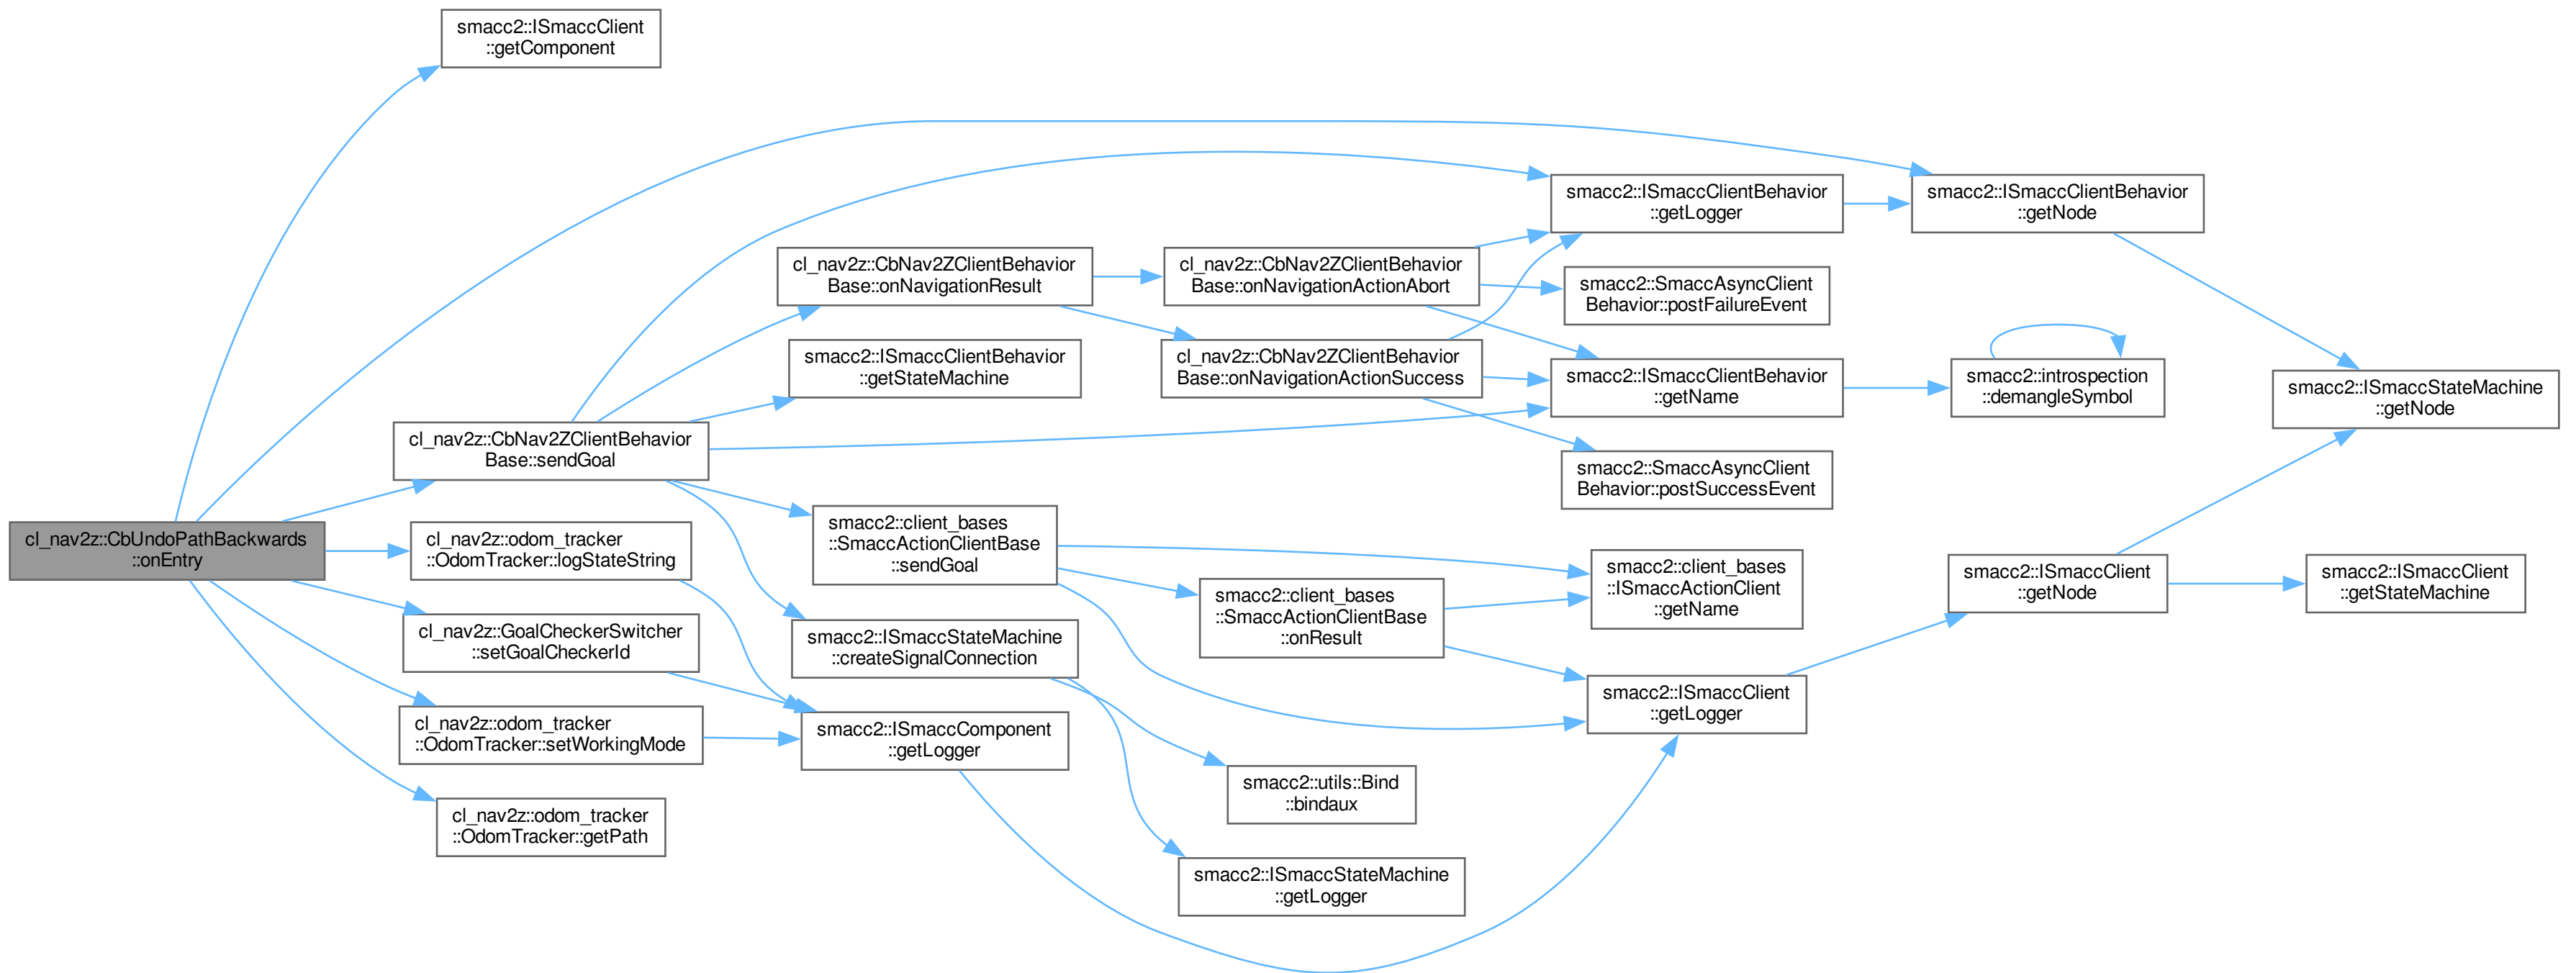 smacc2::ISmaccClient
::getComponent
smacc2::ISmaccClientBehavior
::getLogger
smacc2::ISmaccClientBehavior
::getNode
cl_nav2z::CbNav2ZClientBehavior
Base::onNavigationResult
cl_nav2z::CbNav2ZClientBehavior
Base::onNavigationActionAbort
smacc2::SmaccAsyncClient
Behavior::postFailureEvent
smacc2::ISmaccClientBehavior
::getStateMachine
cl_nav2z::CbNav2ZClientBehavior
Base::onNavigationActionSuccess
smacc2::ISmaccClientBehavior
::getName
smacc2::introspection
::demangleSymbol
smacc2::ISmaccStateMachine
::getNode
cl_nav2z::CbNav2ZClientBehavior
Base::sendGoal
smacc2::SmaccAsyncClient
Behavior::postSuccessEvent
cl_nav2z::CbUndoPathBackwards
::onEntry
cl_nav2z::odom_tracker
::OdomTracker::logStateString
smacc2::client_bases
::SmaccActionClientBase
::sendGoal
smacc2::client_bases
::ISmaccActionClient
::getName
smacc2::ISmaccClient
::getNode
smacc2::ISmaccClient
::getStateMachine
smacc2::client_bases
::SmaccActionClientBase
::onResult
cl_nav2z::GoalCheckerSwitcher
::setGoalCheckerId
smacc2::ISmaccStateMachine
::createSignalConnection
smacc2::ISmaccClient
::getLogger
cl_nav2z::odom_tracker
::OdomTracker::setWorkingMode
smacc2::ISmaccComponent
::getLogger
smacc2::utils::Bind
::bindaux
cl_nav2z::odom_tracker
::OdomTracker::getPath
smacc2::ISmaccStateMachine
::getLogger